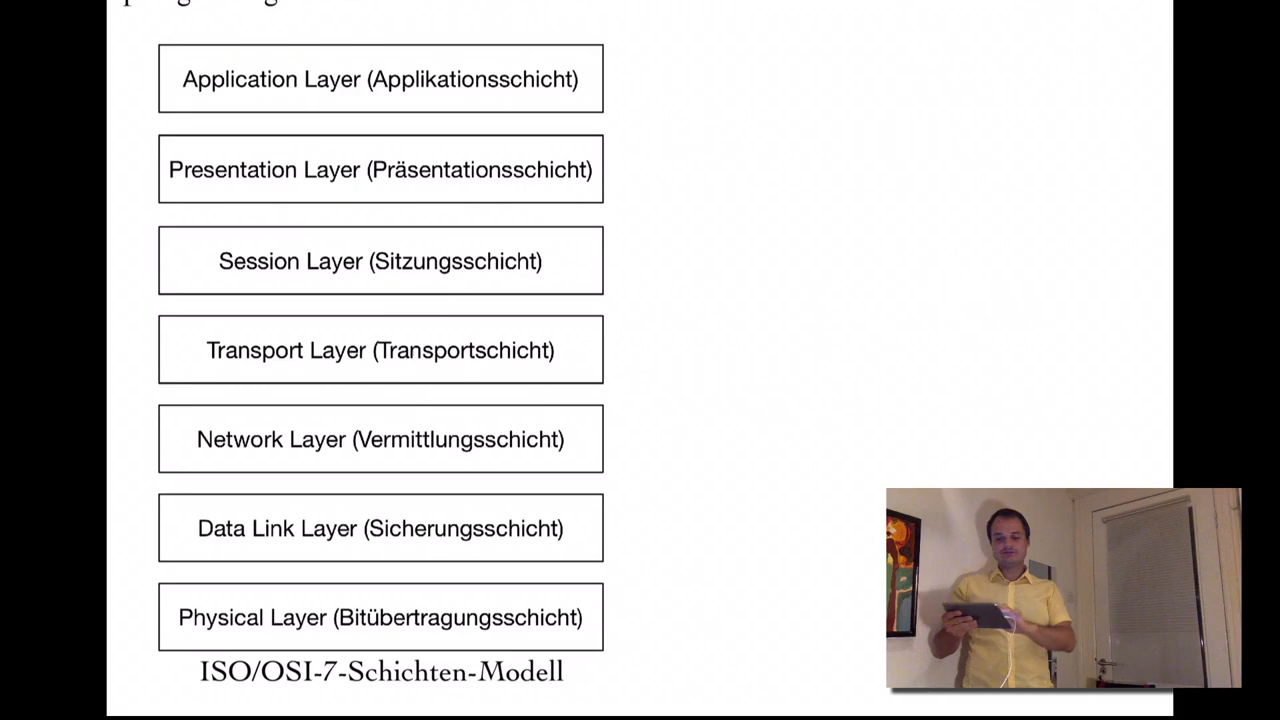 Application Layer (Applikationsschicht)
Presentation Layer (Präsentationsschicht)
Session Layer (Sitzungsschicht)
Transport Layer (Transportschicht)
Network Layer (Vermittlungsschicht)
Data Link Layer (Sicherungsschicht)
Physical Layer (Bitübertragungsschicht)
ISO/OSI-7-Schichten-Modell